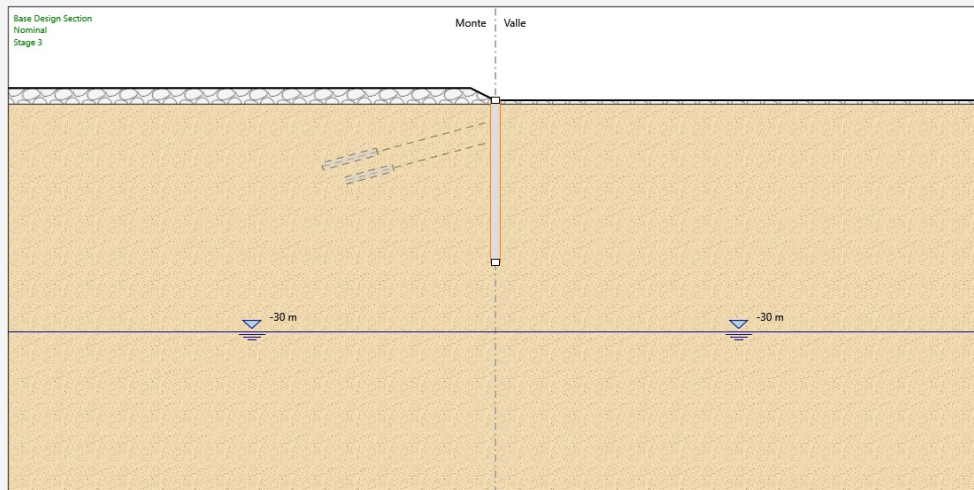 Base Design Section
Nominal
Stage 3
Monte Valle
-30 m -30 m